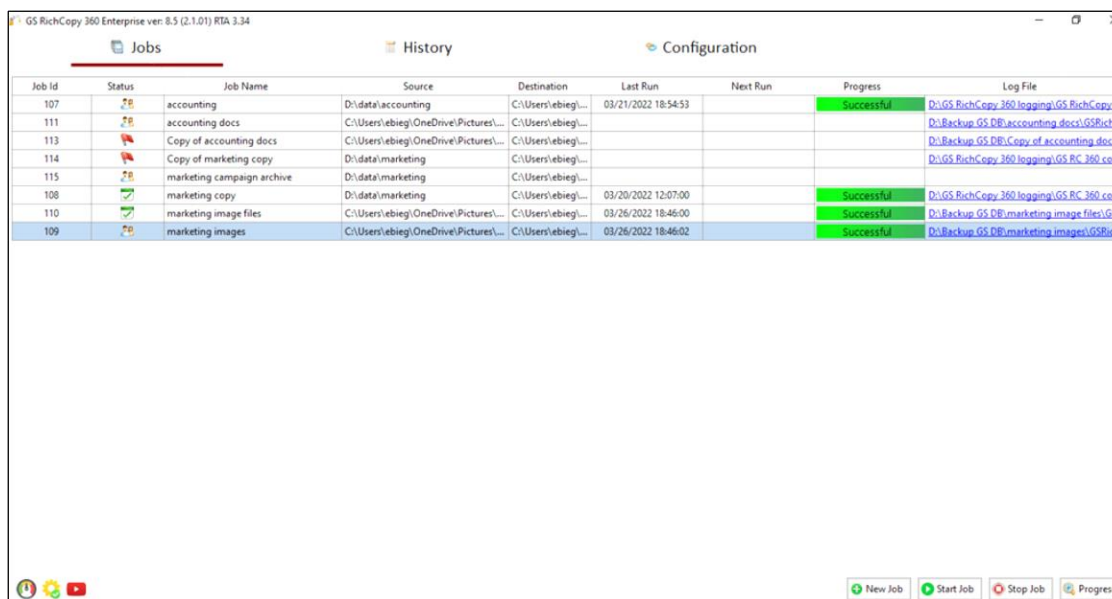 GS RichCopy 360 Enterprise ver: 8.5 (2.1.01) RTA 3.34
Jobs History Configuration
Job Id Status Job Name Source Destination Last Run Next Run Progress Log File
107 accounting D:\data\accounting C:\Users\ebieg\... 03/21/2022 18:54:53 Successful D:\GS RichCopy 360 logging\GS RichCopy
111 accounting docs C:\Users\ebieg\OneDrive\Pictures\... C:\Users\ebieg\... D:\Backup GS DB\accounting docs\GSRich
113 Copy of accounting docs C:\Users\ebieg\OneDrive\Pictures\... C:\Users\ebieg\... D:\Backup GS DB\Copy of accounting doc
114 Copy of marketing copy D:\data\marketing C:\Users\ebieg\... D:\GS RichCopy 360 logging\GS RC 360 co
115 marketing campaign archive D:\data\marketing C:\Users\ebieg\...
108 marketing copy D:\data\marketing C:\Users\ebieg\... 03/20/2022 12:07:00 Successful D:\GS RichCopy 360 logging\GS RC 360 co
110 marketing image files C:\Users\ebieg\OneDrive\Pictures\... C:\Users\ebieg\... 03/26/2022 18:46:00 Successful D:\Backup GS DB\marketing image files\G
109 marketing images C:\Users\ebieg\OneDrive\Pictures\... C:\Users\ebieg\... 03/26/2022 18:46:02 Successful D:\Backup GS DB\marketing images\GSRic
New Job Start Job Stop Job Progres